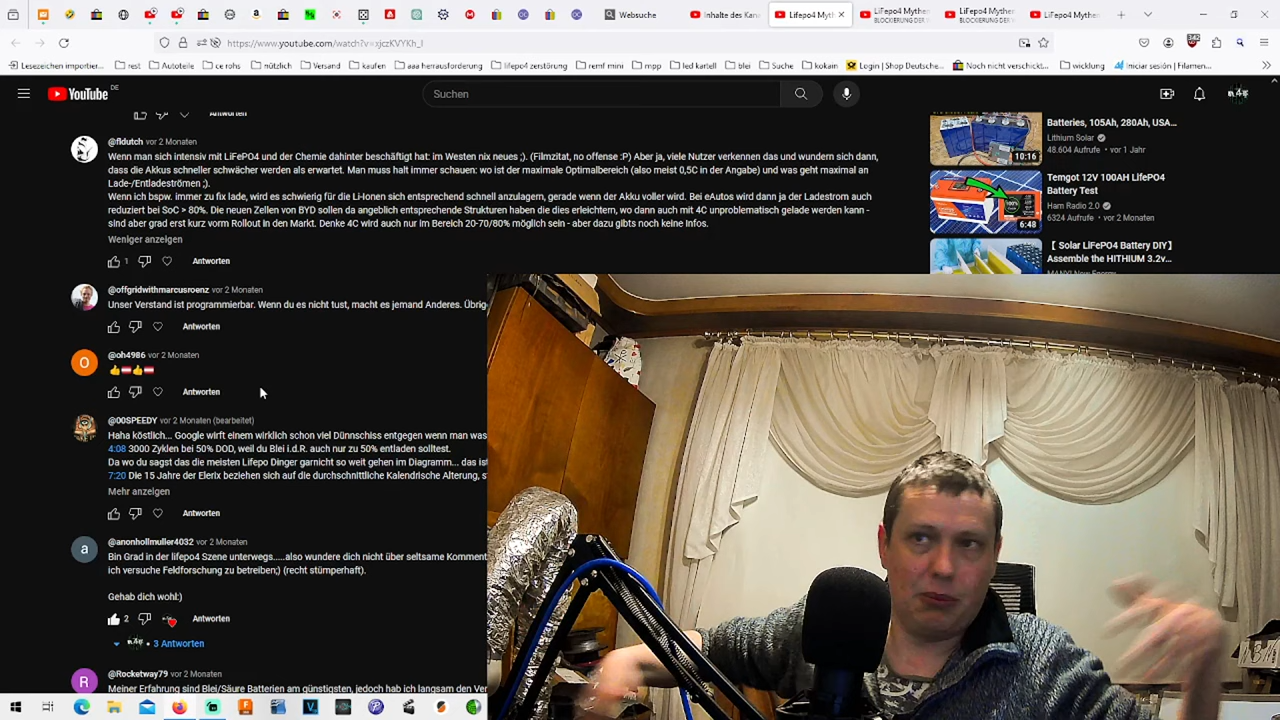 Websuche
Inhalte des Kan
Lifepo4 Myth
Lifepo4 Mythen
BLOCKIERUNG DER
Lifepo4 Mythen
BLOCKIERUNG DER
Lifepo4 Mythen
https://www.youtube.com/watch?v=xjczKVYKh_I
Lesezeichen importier...
rest
Autoteile
ce rohs
nützlich
Versand
kaufen
aaa herausforderung
lifepo4 zerstörung
remf mini
mpp
led kartell
blei
Suche
kokain
Login | Shop Deutsche...
Noch nicht verschickt...
wicklung
Iniciar sesión | Filamen...
YouTube DE
Suchen
Antworten
@fldutch vor 2 Monaten
Wenn man sich intensiv mit LiFePO4 und der Chemie dahinter beschäftigt hat: im Westen nix neues ;). (Filmzitat, no offense :P) Aber ja, viele Nutzer verkennen das und wundern sich dann,
dass die Akkus schneller schwächer werden als erwartet. Man muss halt immer schauen: wo ist der maximale Optimalbereich (also meist 0,5C in der Angabe) und was geht maximal an
Lade-/Entladeströmen ;).
Wenn ich bspw. immer zu fix lade, wird es schwierig für die Li-Ionen sich entsprechend schnell anzulagern, gerade wenn der Akku voller wird. Bei eAutos wird dann ja der Ladestrom auch
reduziert bei SoC > 80%. Die neuen Zellen von BYD sollen da angeblich entsprechende Strukturen haben die dies erleichtern, wo dann auch mit 4C unproblematisch geladen werden kann -
sind aber grad erst kurz vorm Rollout in den Markt. Denke 4C wird auch nur im Bereich 20-70/80% möglich sein - aber dazu gibts noch keine Infos.
Weniger anzeigen
1 Antworten
@offgridwithmarcusroenz vor 2 Monaten
Unser Verstand ist programmierbar. Wenn du es nicht tust, macht es jemand Anderes. Übrig
Antworten
@oh4986 vor 2 Monaten
Antworten
@00SPEEDY vor 2 Monaten (bearbeitet)
Haha köstlich... Google wirft einem wirklich schon viel Dünnschiss entgegen wenn man was
4:08 3000 Zyklen bei 50% DOD, weil du Blei i.d.R. auch nur zu 50% entladen solltest.
Da wo du sagst das die meisten Lifepo Dinger garnicht so weit gehen im Diagramm... das ist
7:20 Die 15 Jahre der Elerix beziehen sich auf die durchschnittliche Kalendrische Alterung, s
Mehr anzeigen
Antworten
@anonhollmuller4032 vor 2 Monaten
Bin Grad in der lifepo4 Szene unterwegs.....also wundere dich nicht über seltsame Komment
ich versuche Feldforschung zu betreiben;) (recht stümperhaft).
Gehab dich wohl:)
2 Antworten
3 Antworten
@Rocketway79 vor 2 Monaten
Meiner Erfahrung sind Blei/Säure Batterien am günstigsten, jedoch hab ich langsam den Ver
Batteries, 105Ah, 280Ah, USA...
Lithium Solar
48.604 Aufrufe • vor 1 Jahr
10:16
Temgot 12V 100AH LifePO4
Battery Test
Ham Radio 2.0
6324 Aufrufe • vor 2 Monaten
6:48
【 Solar LiFePO4 Battery DIY】
Assemble the HITHIUM 3.2v...